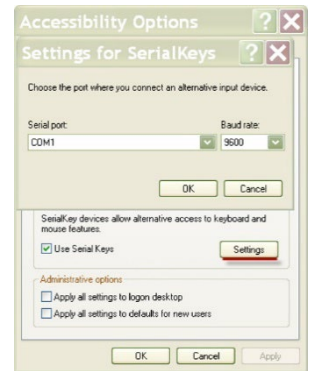 Accessibility Options
Settings for SerialKeys
Choose the port where you connect an alternative input device.
Serial port:
Baud rate:
COM1
9600
OK
Cancel
SerialKey devices allow alternative access to keyboard and
mouse features.
Use Serial Keys
Settings
Administrative options
Apply all settings to logon desktop
Apply all settings to defaults for new users
OK
Cancel
Apply